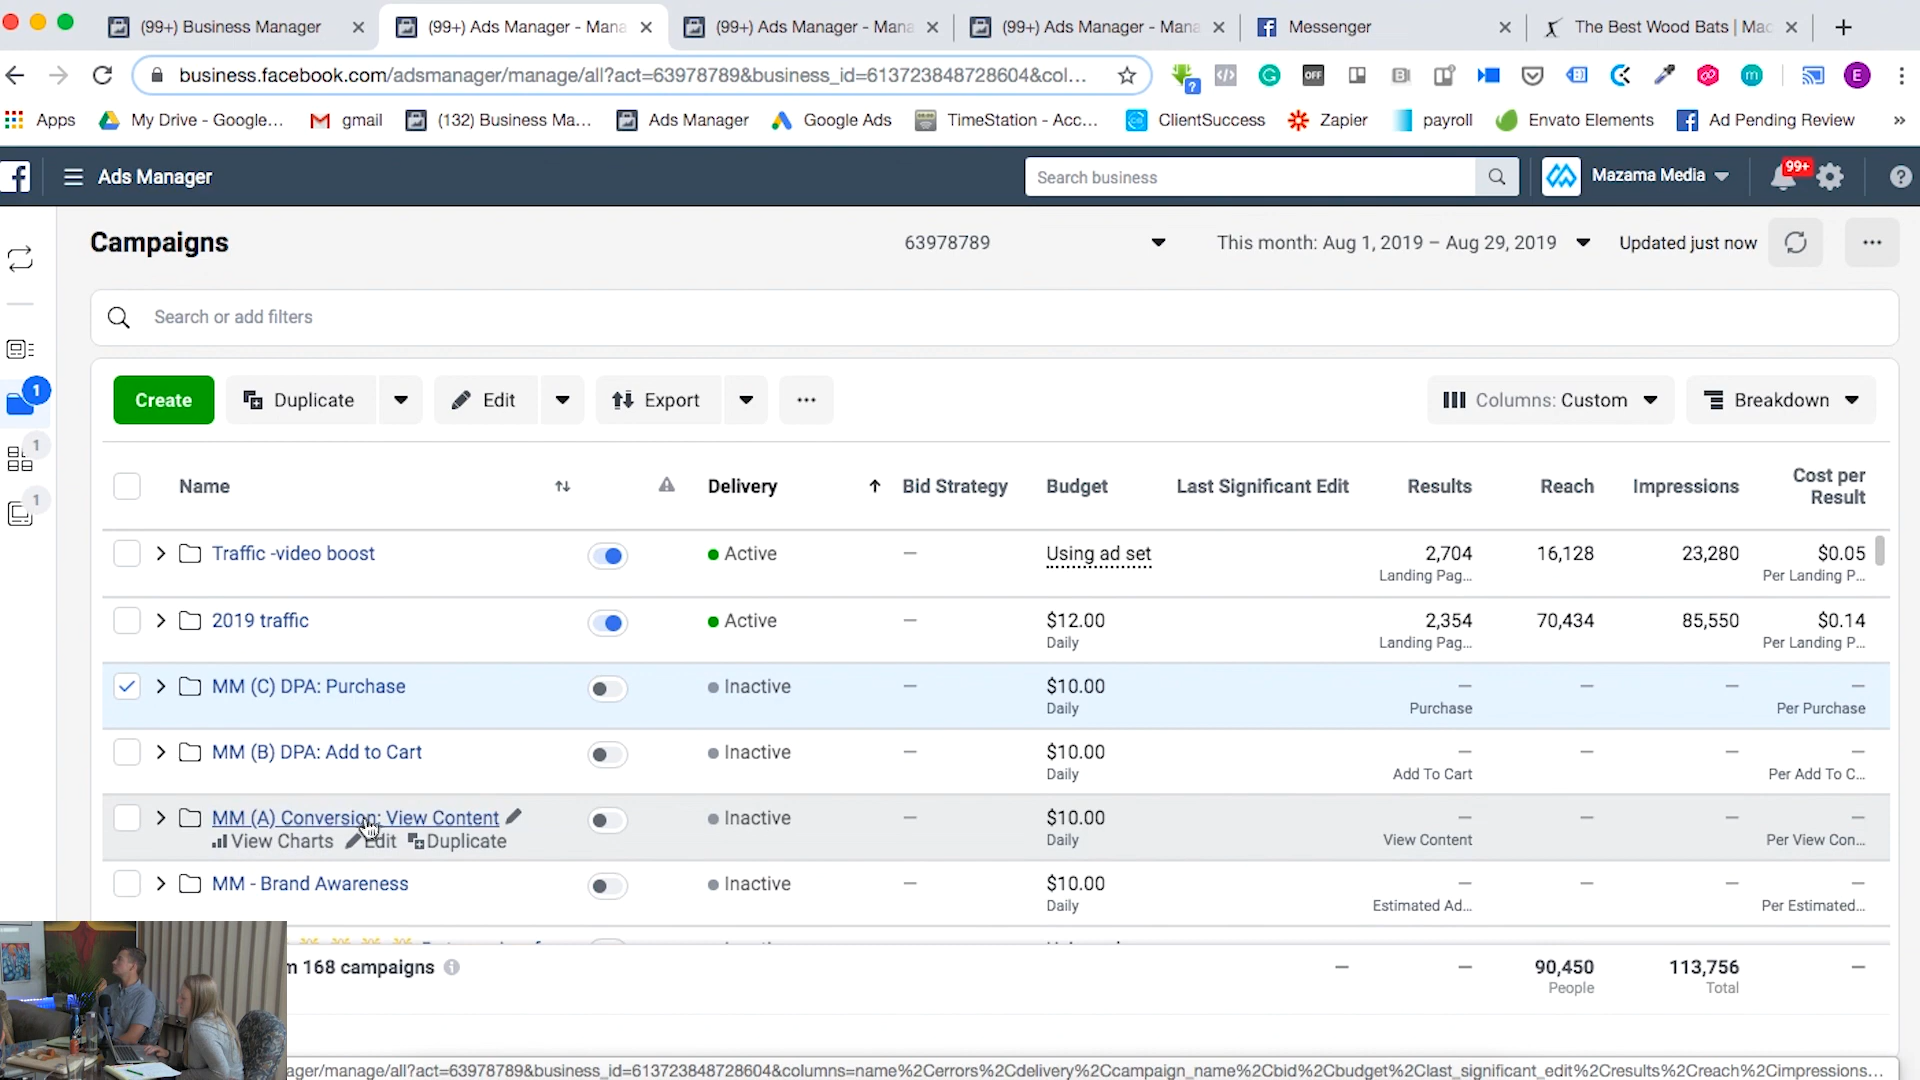 (99+) Business Manager
(99+) Ads Manager - Mana
(99+) Ads Manager - Mana
(99+) Ads Manager - Mana
Messenger
The Best Wood Bats | Mac
business.facebook.com/adsmanager/manage/all?act=63978789&business_id=613723848728604&col...
OFF
E
Apps
My Drive - Google...
gmail
(132) Business Ma...
Ads Manager
Google Ads
TimeStation - Acc...
ClientSuccess
Zapier
payroll
Envato Elements
Ad Pending Review
»
Ads Manager
Search business
Mazama Media
99+
Campaigns
63978789
This month: Aug 1, 2019 – Aug 29, 2019
Updated just now
Search or add filters
1
1
1
Create
Duplicate
Edit
Export
Columns: Custom
Breakdown
Name
Delivery
Bid Strategy
Budget
Last Significant Edit
Results
Reach
Impressions
Cost per
Result
Traffic -video boost
Active
—
Using ad set
2,704
16,128
23,280
$0.05
Landing Pag...
Per Landing P...
2019 traffic
Active
—
$12.00
2,354
70,434
85,550
$0.14
Daily
Landing Pag...
Per Landing P...
MM (C) DPA: Purchase
Inactive
—
$10.00
—
—
—
—
Daily
Purchase
Per Purchase
MM (B) DPA: Add to Cart
Inactive
—
$10.00
—
—
—
—
Daily
Add To Cart
Per Add To C...
MM (A) Conversion: View Content
Inactive
—
$10.00
—
—
—
—
View Charts
Edit
Duplicate
Daily
View Content
Per View Con...
MM - Brand Awareness
Inactive
—
$10.00
—
—
—
—
Daily
Estimated Ad...
Per Estimated...
168 campaigns
—
—
90,450
113,756
—
People
Total
ager/manage/all?act=63978789&business_id=613723848728604&columns=name%2Cerrors%2Cdelivery%2Ccampaign_name%2Cbid%2Cbudget%2Clast_significant_edit%2Cresults%2Creach%2Cimpressions...